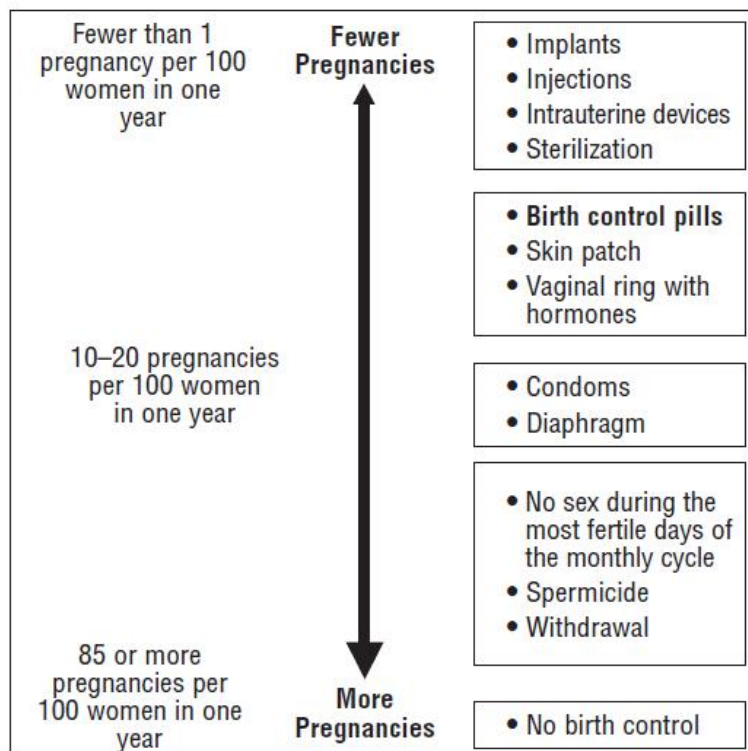 Fewer than 1
pregnancy per 100
women in one
year
Fewer
Pregnancies
• Implants
• Injections
• Intrauterine devices
• Sterilization
• Birth control pills
• Skin patch
• Vaginal ring with
hormones
10–20 pregnancies
per 100 women
in one year
• Condoms
• Diaphragm
• No sex during the
most fertile days of
the monthly cycle
• Spermicide
• Withdrawal
85 or more
pregnancies per
100 women in one
year
More
Pregnancies
• No birth control